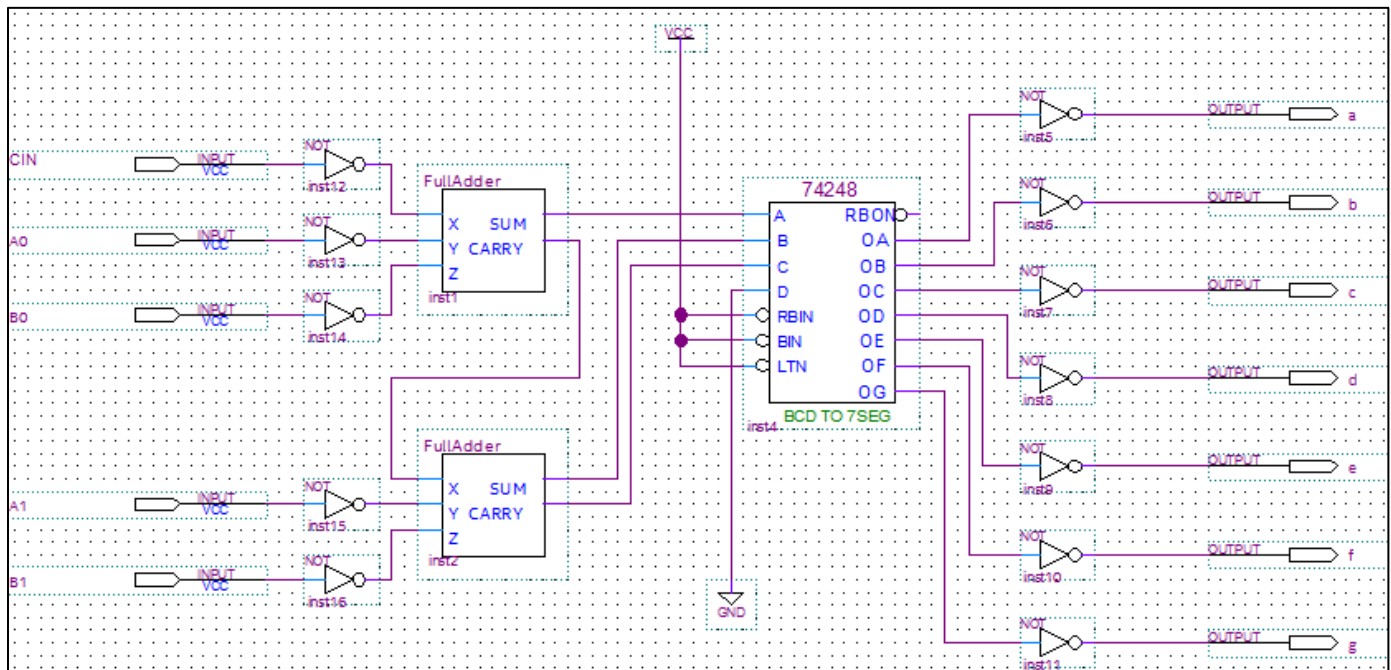 VCC
NOT
OUTPUT
a
inst5
CIN
INPUT
VCC
NOT
inst12
FullAdder
X
SUM
Y
CARRY
Z
inst1
A0
INPUT
VCC
NOT
inst13
B0
INPUT
VCC
NOT
inst14
74248
A
RBON
B
OA
C
OB
D
OC
RBIN
OD
BIN
OE
LTN
OF
OG
BCD TO 7SEG
inst4
NOT
OUTPUT
b
inst6
NOT
OUTPUT
c
inst7
NOT
OUTPUT
d
inst8
FullAdder
X
SUM
Y
CARRY
Z
inst2
A1
INPUT
VCC
NOT
inst15
B1
INPUT
VCC
NOT
inst16
GND
NOT
OUTPUT
e
inst9
NOT
OUTPUT
f
inst10
NOT
OUTPUT
g
inst11